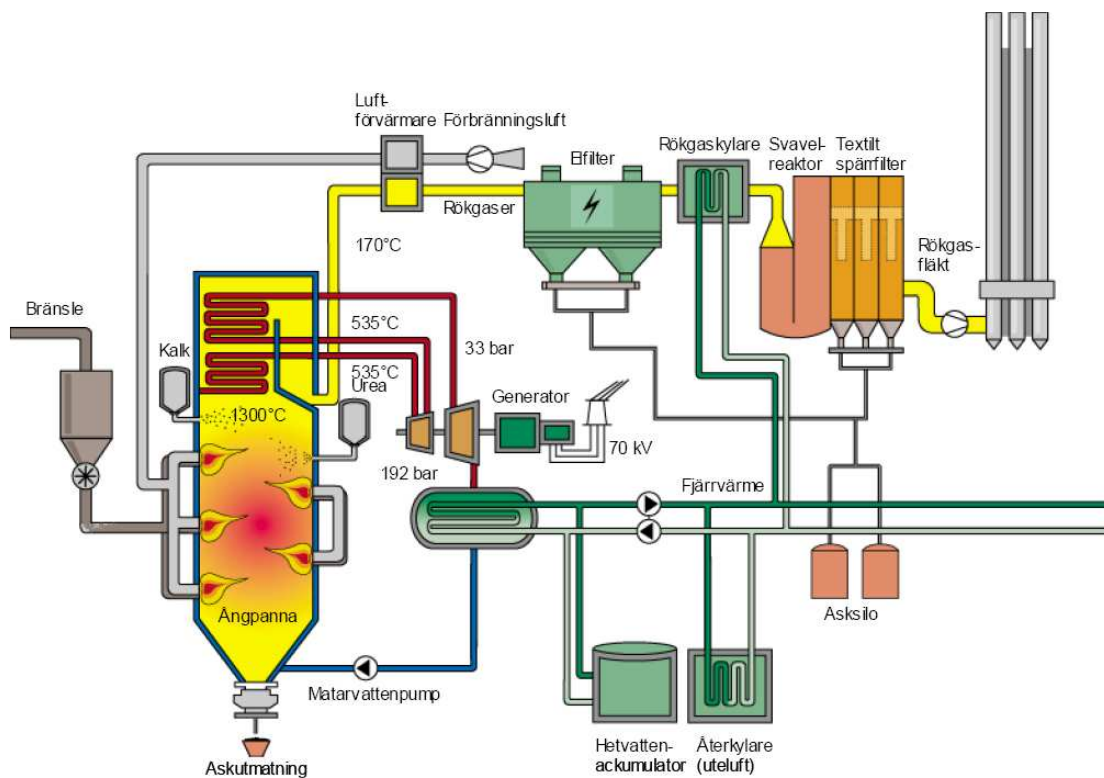 Luft-
förvärmare
Förbränningsluft
Elfilter
Rökgaskylare
Svavel-
reaktor
Textilt
spärrfilter
Rökgaser
170°C
Rökgas-
fläkt
Bränsle
Kalk
535°C
33 bar
535°C
Urea
1300°C
Generator
192 bar
70 kV
Fjärrvärme
Ångpanna
Asksilo
Matarvattenpump
Hetvatten-
ackumulator
Återkylare
(uteluft)
Askutmatning